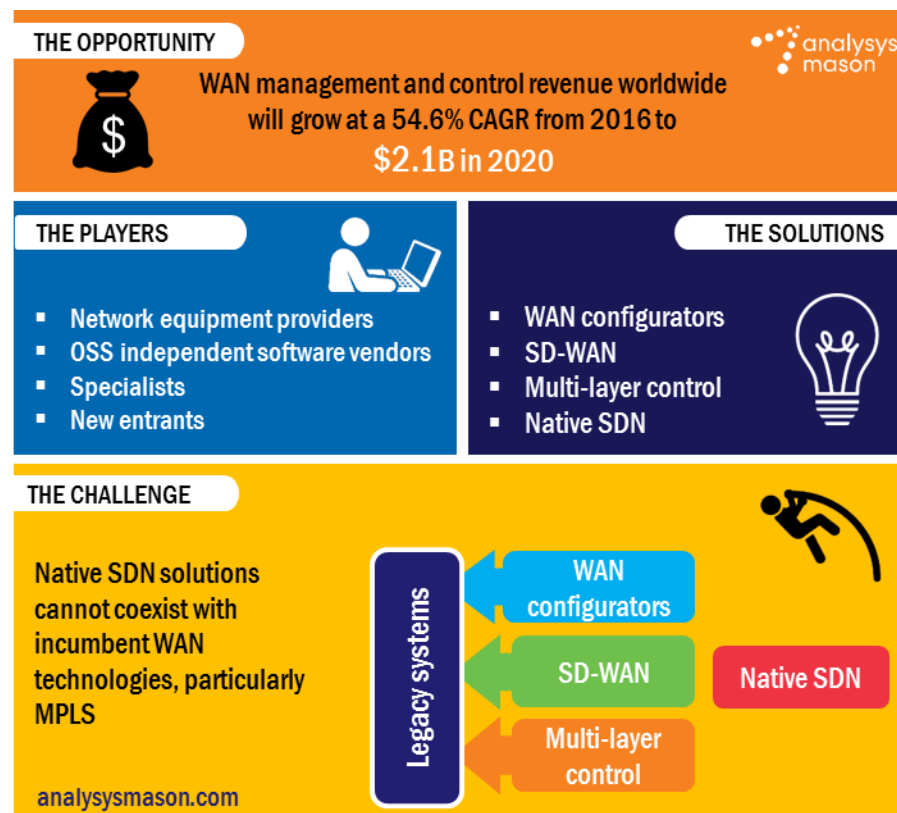 THE OPPORTUNITY
analysys
mason
WAN management and control revenue worldwide
will grow at a 54.6% CAGR from 2016 to
$2.1B in 2020
$
THE PLAYERS
Network equipment providers
OSS independent software vendors
Specialists
New entrants
THE SOLUTIONS
WAN configurators
SD-WAN
Multi-layer control
Native SDN
THE CHALLENGE
Native SDN solutions
cannot coexist with
incumbent WAN
technologies, particularly
MPLS
Legacy systems
WAN
configurators
SD-WAN
Multi-layer
control
Native SDN
analysysmason.com